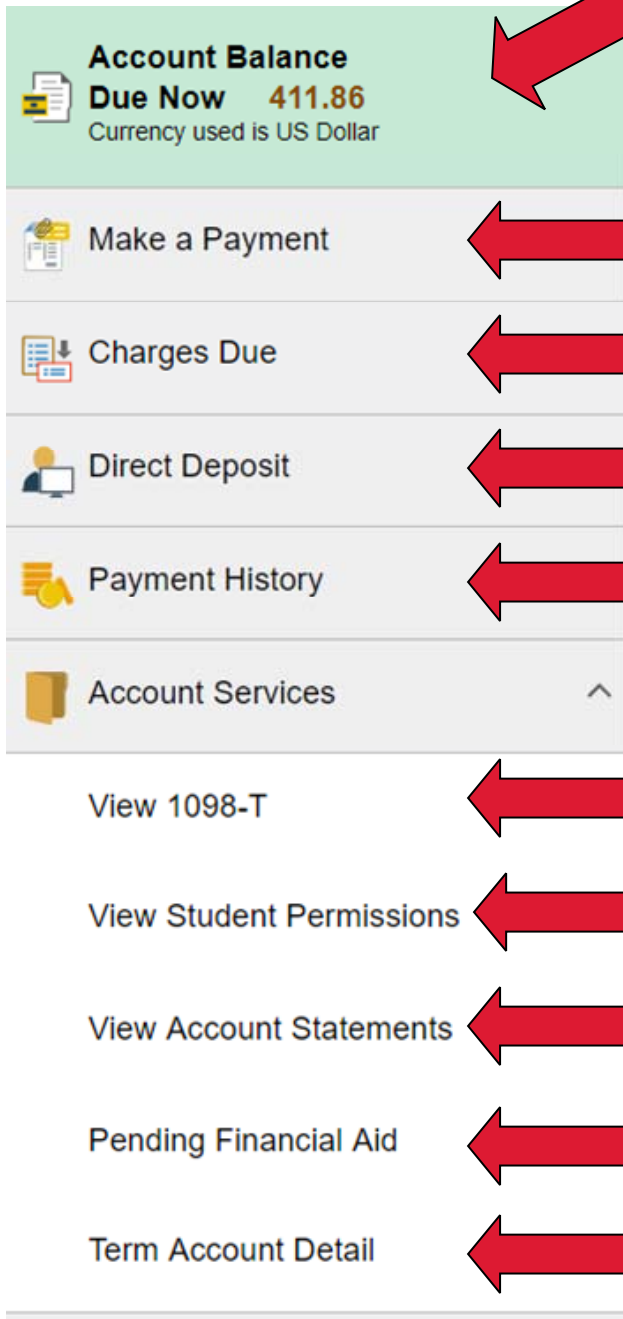 Account Balance
Due Now 411.86
Currency used is US Dollar
Make a Payment
Charges Due
Direct Deposit
Payment History
Account Services
View 1098-T
View Student Permissions
View Account Statements
Pending Financial Aid
Term Account Detail